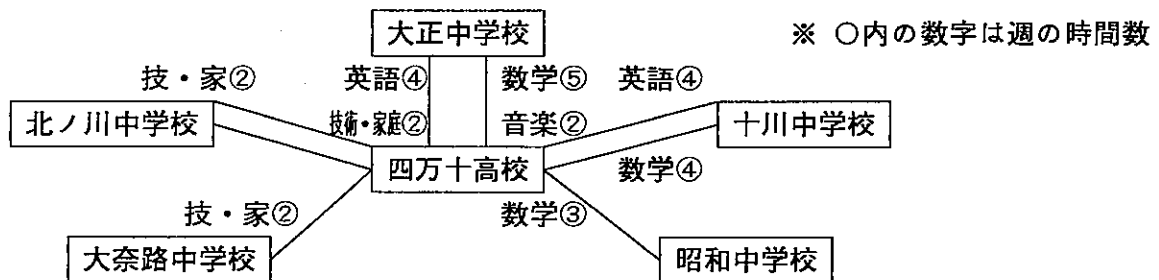 大正中学校
※ ○内の数字は週の時間数
技・家② 英語④ 数学⑤ 英語④
北ノ川中学校 技術・家庭② 音楽② 十川中学校
四万十高校 数学④
技・家② 数学③
大奈路中学校 昭和中学校